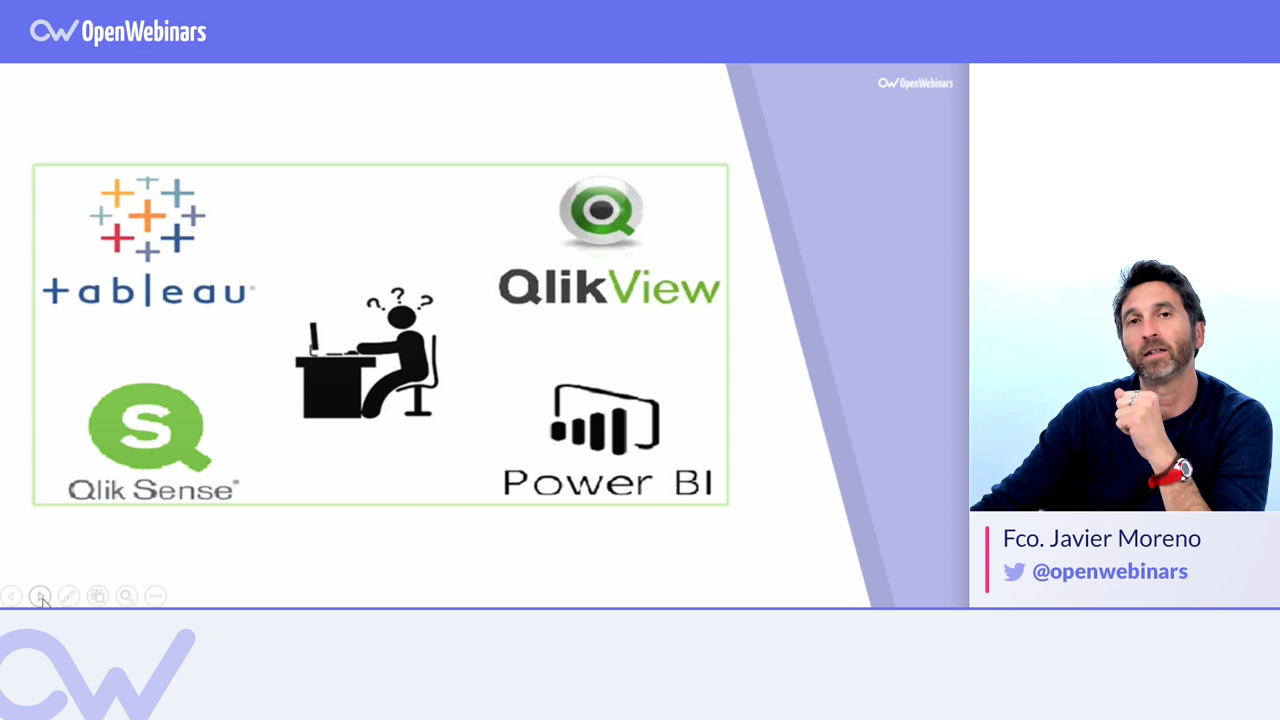 OpenWebinars
OpenWebinars
tableau
QlikView
? ? ?
S
Qlik Sense®
Power BI
Fco. Javier Moreno
@openwebinars